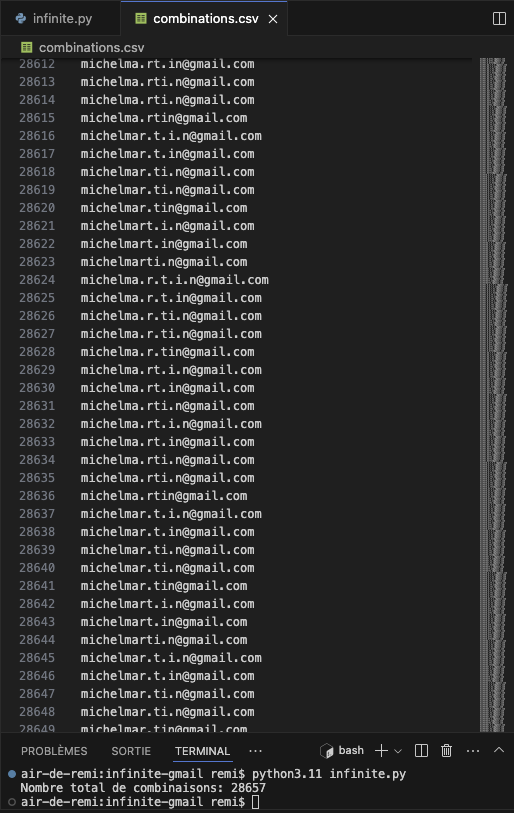 infinite.py
combinations.csv
combinations.csv
28612 michelma.rt.in@gmail.com
28613 michelma.rti.n@gmail.com
28614 michelma.rti.n@gmail.com
28615 michelma.rtin@gmail.com
28616 michelmar.t.i.n@gmail.com
28617 michelmar.t.in@gmail.com
28618 michelmar.ti.n@gmail.com
28619 michelmar.ti.n@gmail.com
28620 michelmar.tin@gmail.com
28621 michelmart.i.n@gmail.com
28622 michelmart.in@gmail.com
28623 michelmarti.n@gmail.com
28624 michelma.r.t.i.n@gmail.com
28625 michelma.r.t.in@gmail.com
28626 michelma.r.ti.n@gmail.com
28627 michelma.r.ti.n@gmail.com
28628 michelma.r.tin@gmail.com
28629 michelma.rt.i.n@gmail.com
28630 michelma.rt.in@gmail.com
28631 michelma.rti.n@gmail.com
28632 michelma.rt.i.n@gmail.com
28633 michelma.rt.in@gmail.com
28634 michelma.rti.n@gmail.com
28635 michelma.rti.n@gmail.com
28636 michelma.rtin@gmail.com
28637 michelmar.t.i.n@gmail.com
28638 michelmar.t.in@gmail.com
28639 michelmar.ti.n@gmail.com
28640 michelmar.ti.n@gmail.com
28641 michelmar.tin@gmail.com
28642 michelmart.i.n@gmail.com
28643 michelmart.in@gmail.com
28644 michelmarti.n@gmail.com
28645 michelmar.t.i.n@gmail.com
28646 michelmar.t.in@gmail.com
28647 michelmar.ti.n@gmail.com
28648 michelmar.ti.n@gmail.com
28649 michelmar.tin@gmail.com
PROBLÈMES SORTIE TERMINAL ... bash
air-de-remi:infinite-gmail remi$ python3.11 infinite.py
Nombre total de combinaisons: 28657
air-de-remi:infinite-gmail remi$